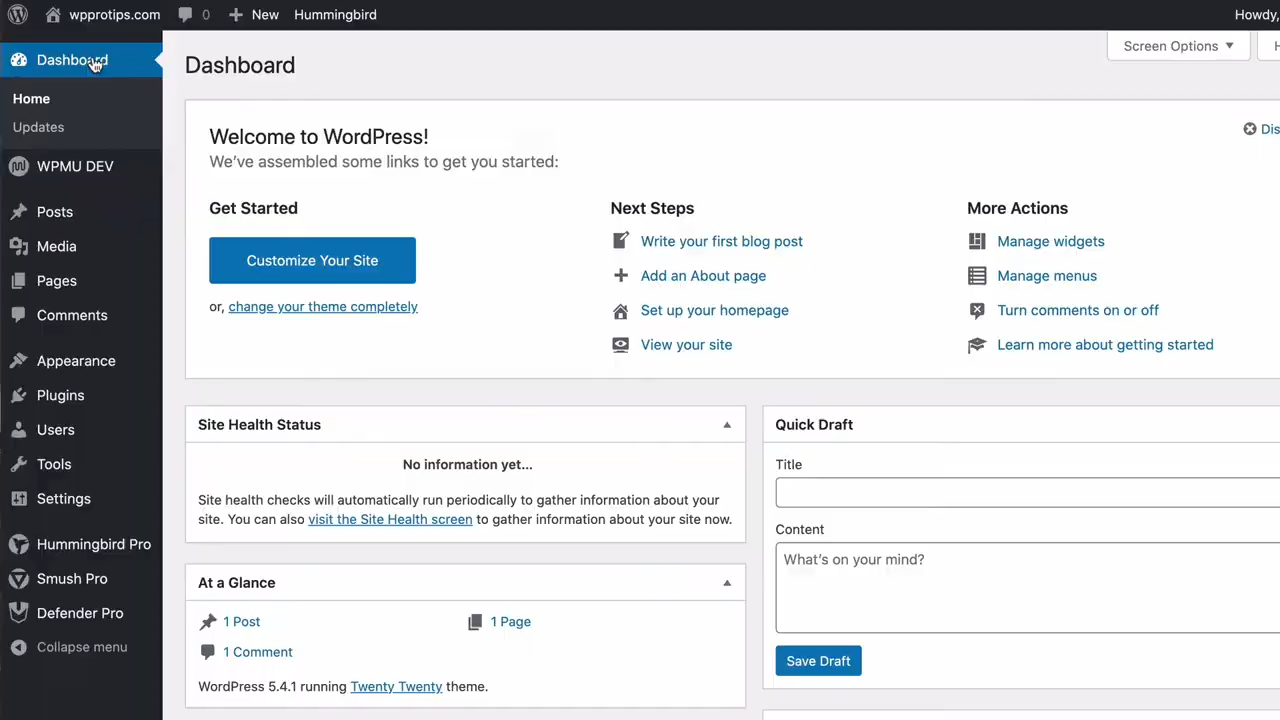 wpprotips.com 0 New Hummingbird Howdy,
Dashboard
Home
Updates
WPMU DEV
Posts
Media
Pages
Comments
Appearance
Plugins
Users
Tools
Settings
Hummingbird Pro
Smush Pro
Defender Pro
Collapse menu
Dashboard
Screen Options
Welcome to WordPress!
We've assembled some links to get you started:
Get Started
Customize Your Site
or, change your theme completely
Next Steps
Write your first blog post
Add an About page
Set up your homepage
View your site
More Actions
Manage widgets
Manage menus
Turn comments on or off
Learn more about getting started
Site Health Status
No information yet...
Site health checks will automatically run periodically to gather information about your
site. You can also visit the Site Health screen to gather information about your site now.
At a Glance
1 Post
1 Page
1 Comment
WordPress 5.4.1 running Twenty Twenty theme.
Quick Draft
Title
Content
What's on your mind?
Save Draft